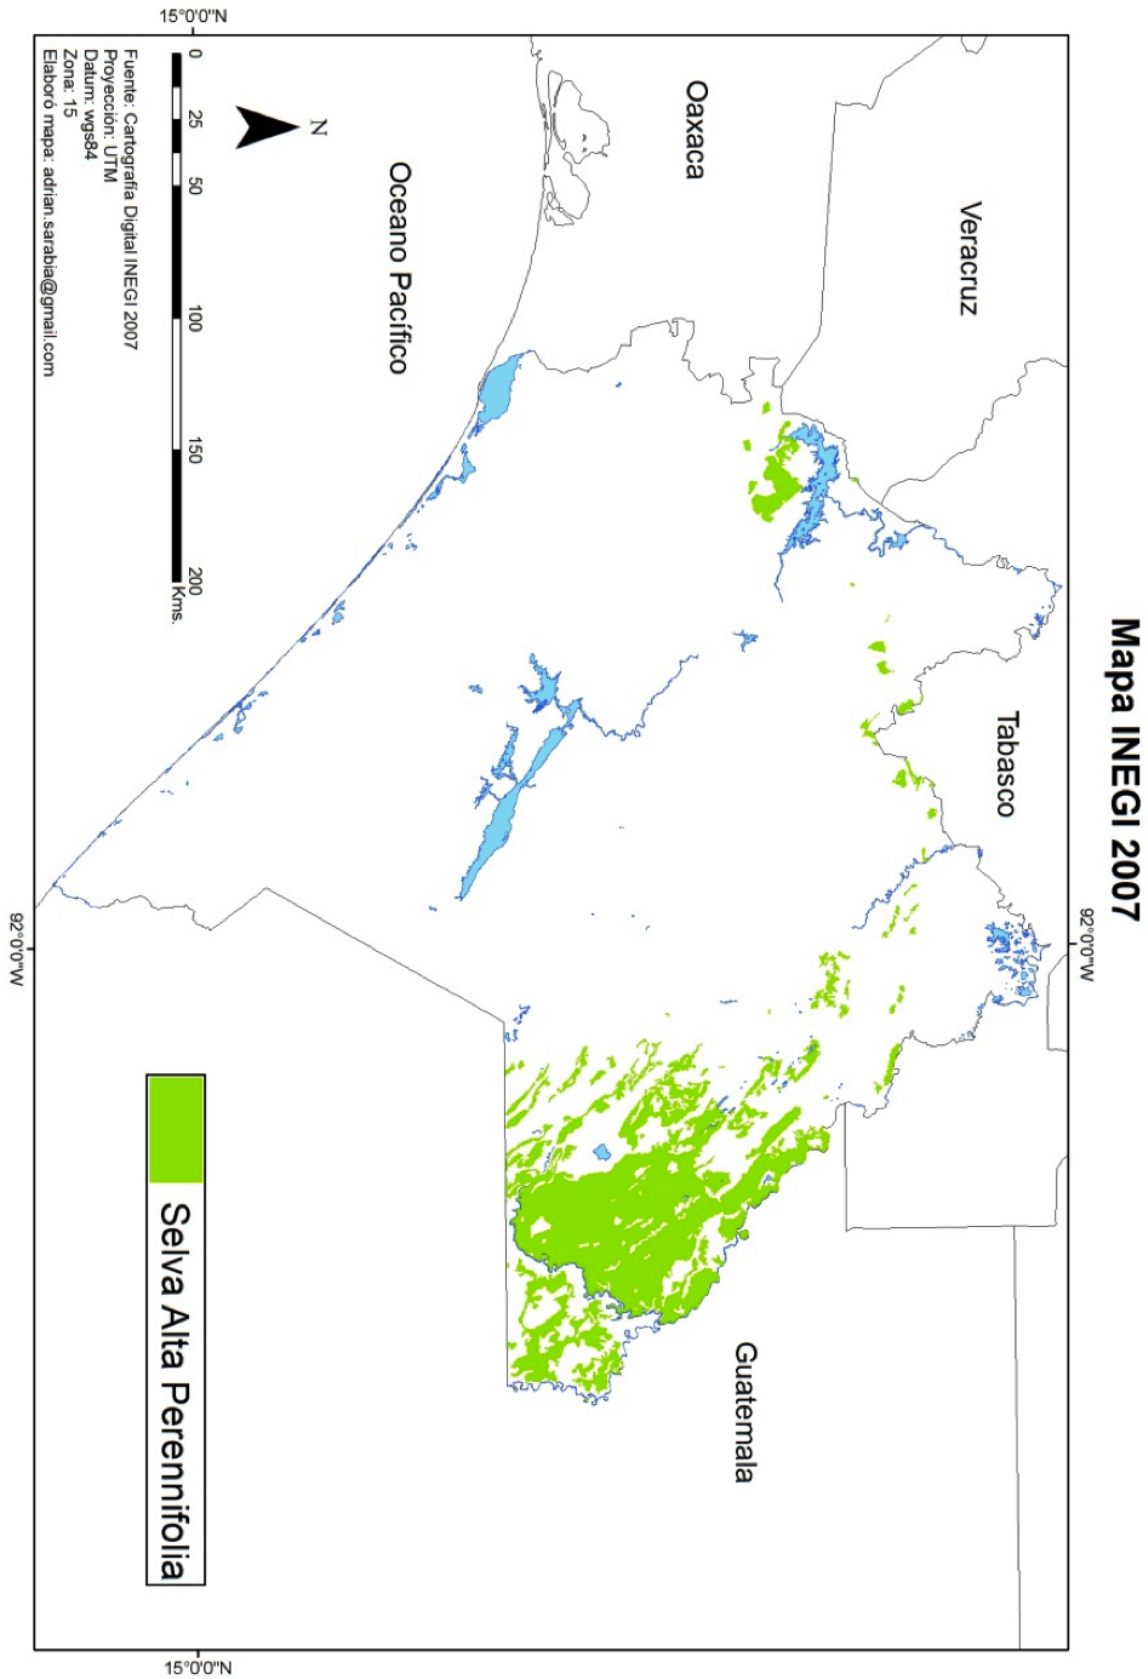 Mapa INEGI 2007
92°0'0"W
Veracruz
Tabasco
Oaxaca
Guatemala
Oceano Pacífico
N
15°0'0"N
15°0'0"N
0 25 50 100 150 200
Kms.
Selva Alta Perennifolia
Fuente: Cartografía Digital INEGI 2007
Proyección: UTM
Datum: wgs84
Zona: 15
Elaboró mapa: adrian.sarabia@gmail.com
92°0'0"W